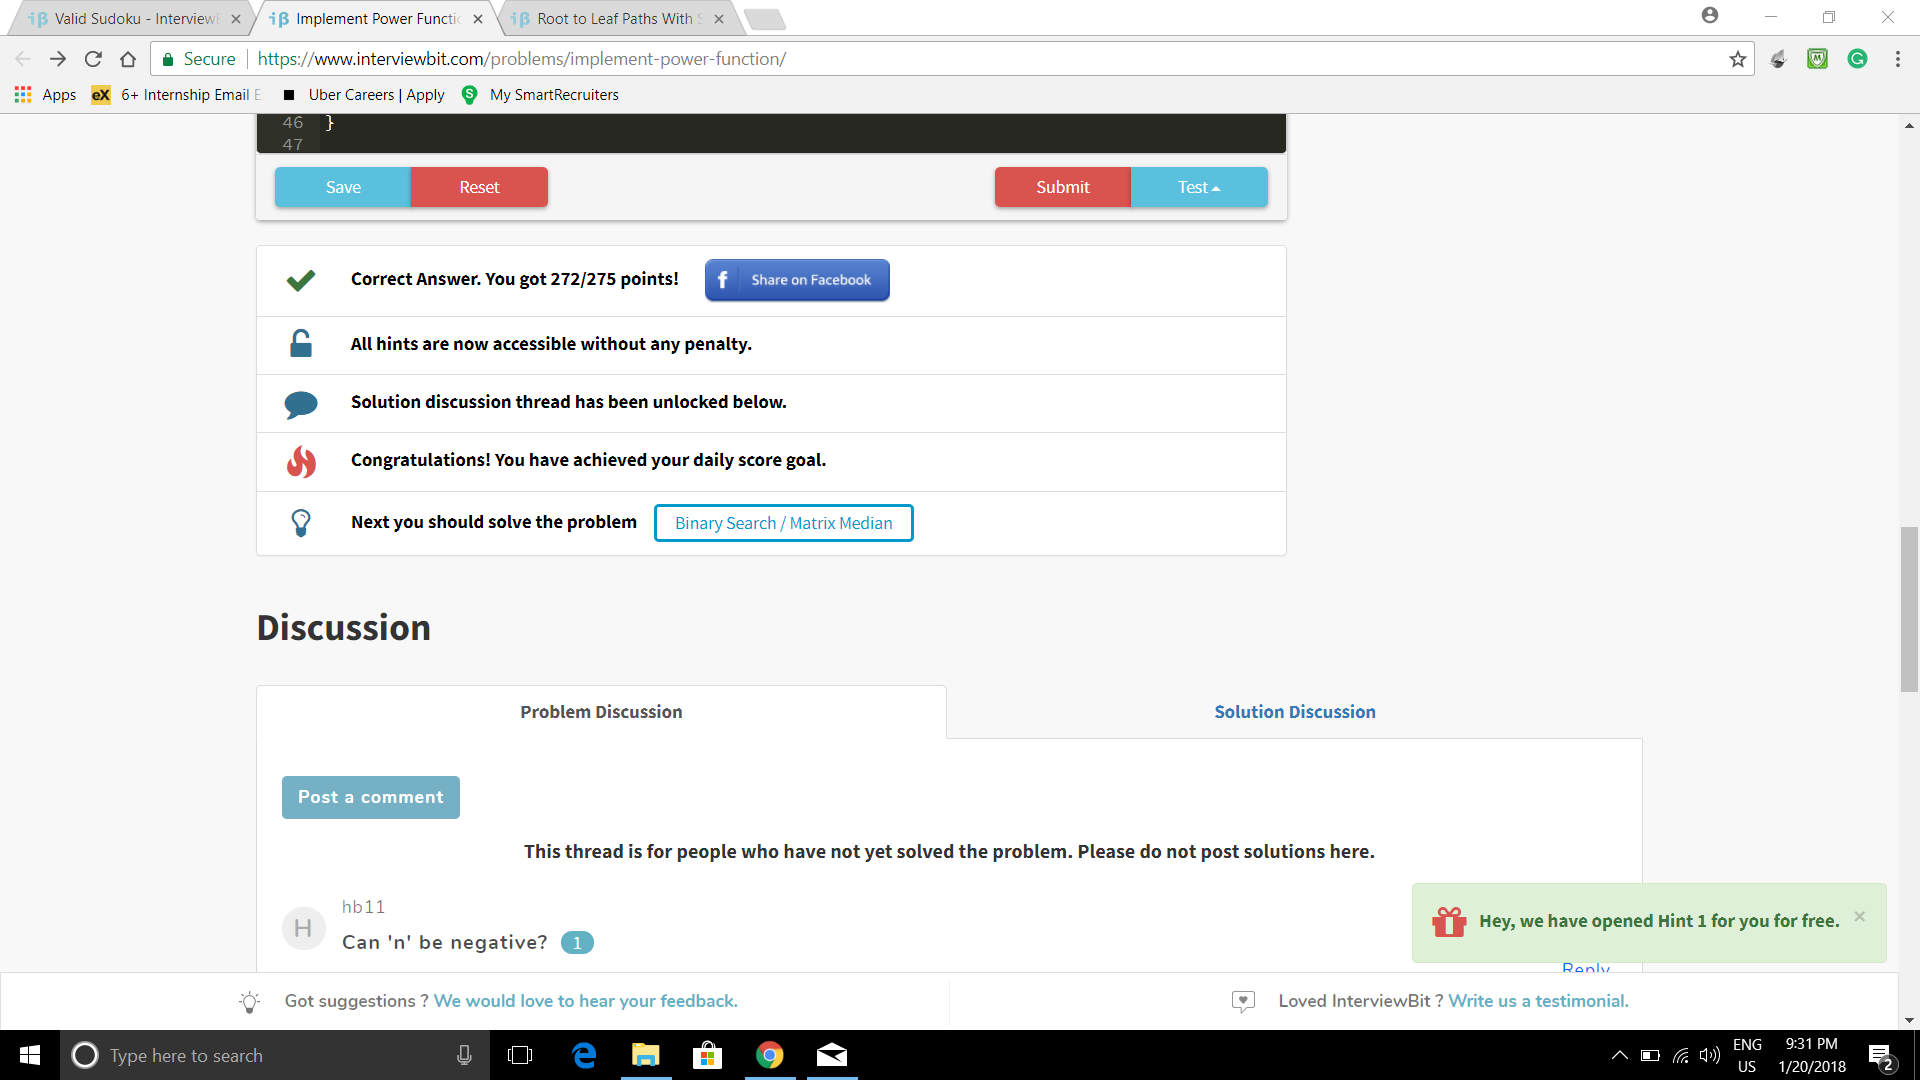 Valid Sudoku - InterviewB
Implement Power Functio
Root to Leaf Paths With S
Secure
https://www.interviewbit.com/problems/implement-power-function/
Apps
eX
6+ Internship Email E
Uber Careers | Apply
S
My SmartRecruiters
46 }
47
Save
Reset
Submit
Test
Correct Answer. You got 272/275 points!
f Share on Facebook
All hints are now accessible without any penalty.
Solution discussion thread has been unlocked below.
Congratulations! You have achieved your daily score goal.
Next you should solve the problem
Binary Search / Matrix Median
Discussion
Problem Discussion
Solution Discussion
Post a comment
This thread is for people who have not yet solved the problem. Please do not post solutions here.
H
hb11
Can 'n' be negative? 1
Hey, we have opened Hint 1 for you for free.
Reply
Got suggestions ? We would love to hear your feedback.
Loved InterviewBit ? Write us a testimonial.
Type here to search
ENG
US
9:31 PM
1/20/2018
2